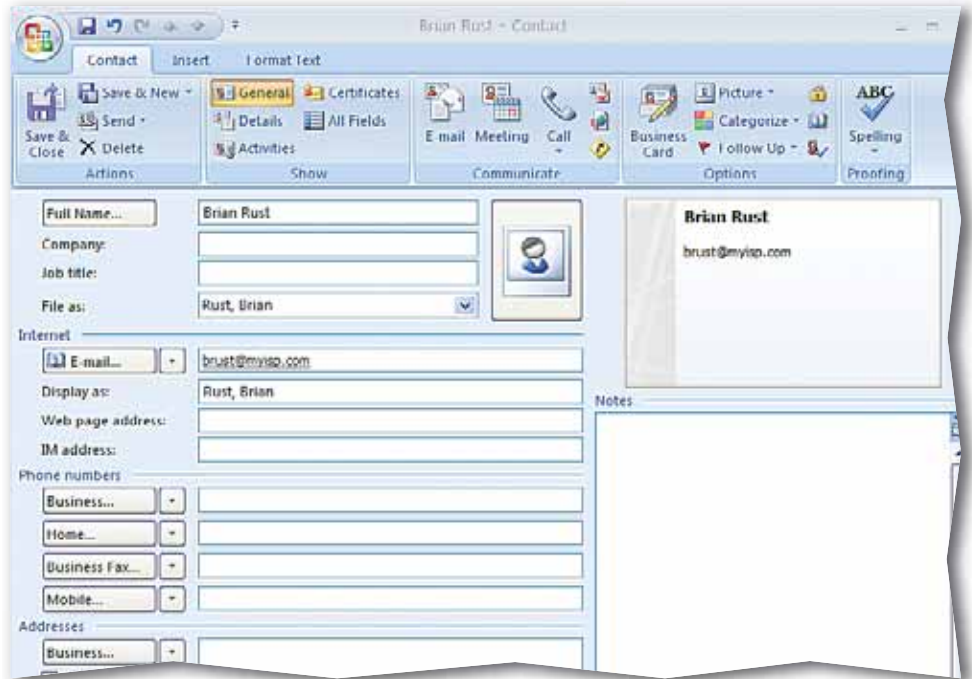 Brian Rust - Contact
Contact Insert Format Text
Save & Close
Save & New
Send
Delete
Actions
General
Certificates
Details
All Fields
Activities
Show
E-mail Meeting Call
Communicate
Business Card
Picture
Categorize
Follow Up
Options
ABC
Spelling
Proofing
Full Name... Brian Rust
Company:
Job title:
File as: Rust, Brian
Brian Rust
brust@myisp.com
Internet
E-mail... brust@myisp.com
Display as: Rust, Brian
Web page address:
IM address:
Notes
Phone numbers
Business...
Home...
Business Fax...
Mobile...
Addresses
Business...